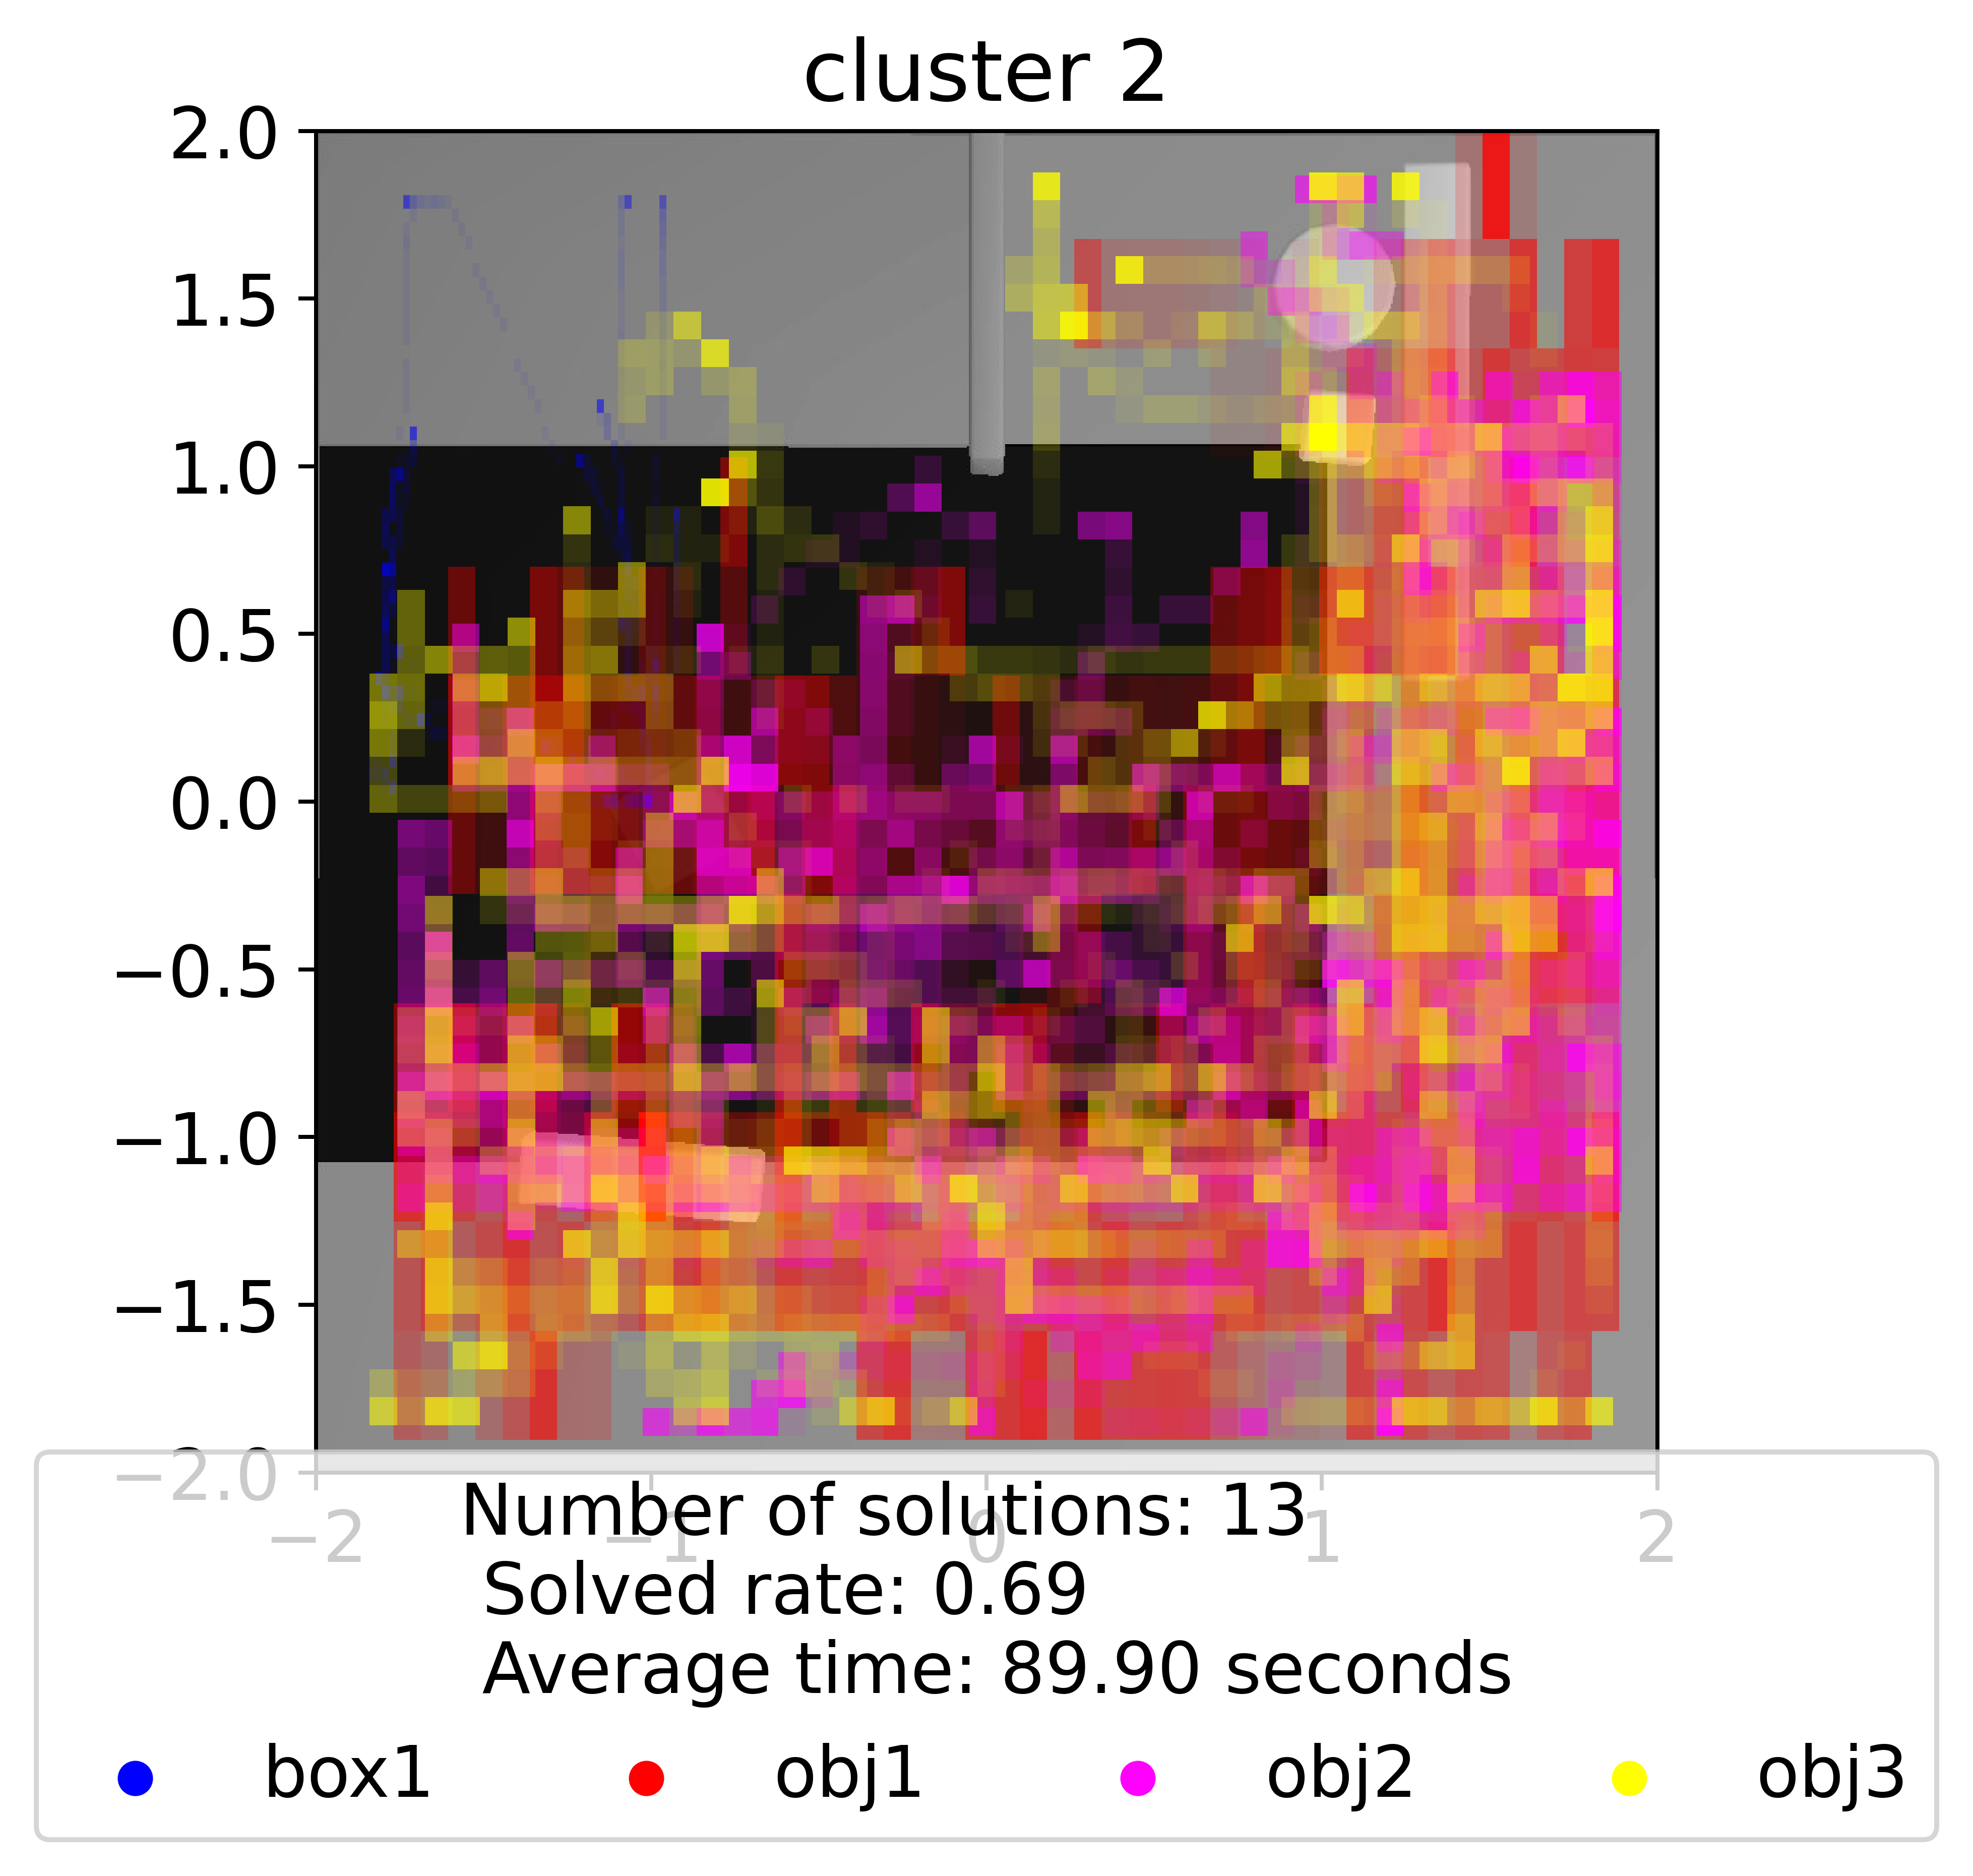 cluster 2
2.0
1.5
1.0
0.5
0.0
−0.5
−1.0
−1.5
−2.0
−2 −1 0 1 2
Number of solutions: 13
Solved rate: 0.69
Average time: 89.90 seconds
box1 obj1 obj2 obj3